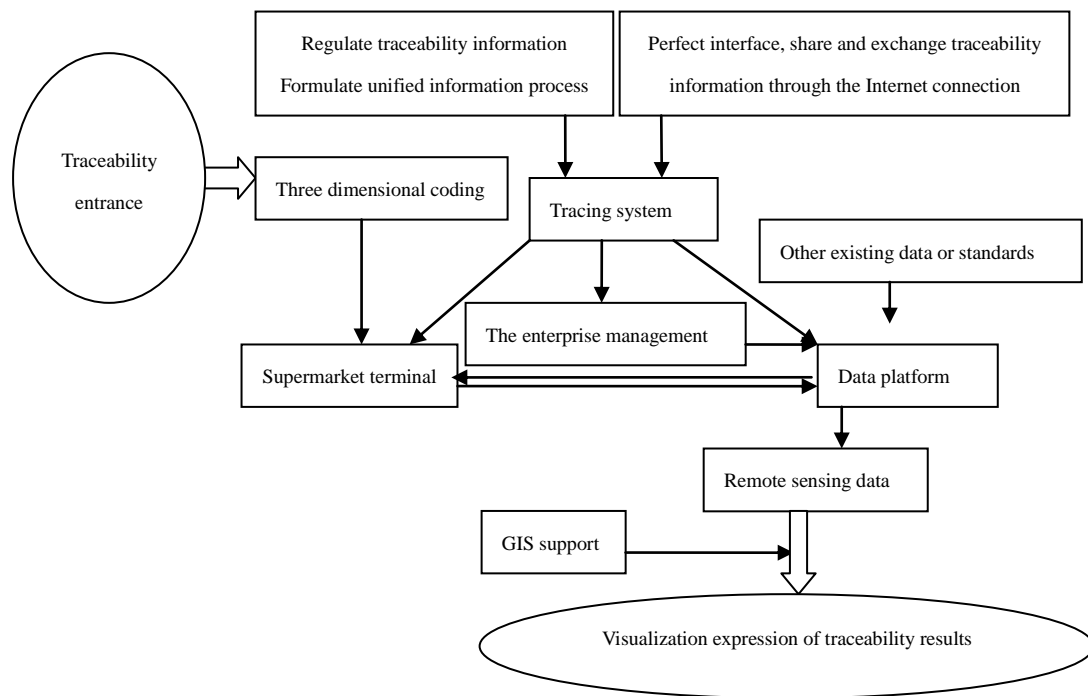 Regulate traceability information
Formulate unified information process
Perfect interface, share and exchange traceability
information through the Internet connection
Traceability
entrance
Three dimensional coding
Tracing system
Other existing data or standards
The enterprise management
Supermarket terminal
Data platform
Remote sensing data
GIS support
Visualization expression of traceability results